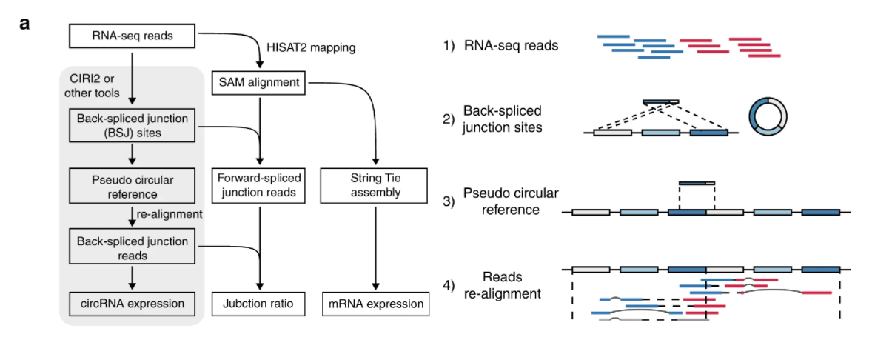 a
RNA-seq reads
HISAT2 mapping
CIRI2 or
other tools
SAM alignment
Back-spliced junction
(BSJ) sites
Pseudo circular
reference
Forward-spliced
junction reads
String Tie
assembly
re-alignment
Back-spliced junction
reads
circRNA expression
Jubction ratio
mRNA expression
1) RNA-seq reads
2) Back-spliced
junction sites
3) Pseudo circular
reference
4) Reads
re-alignment